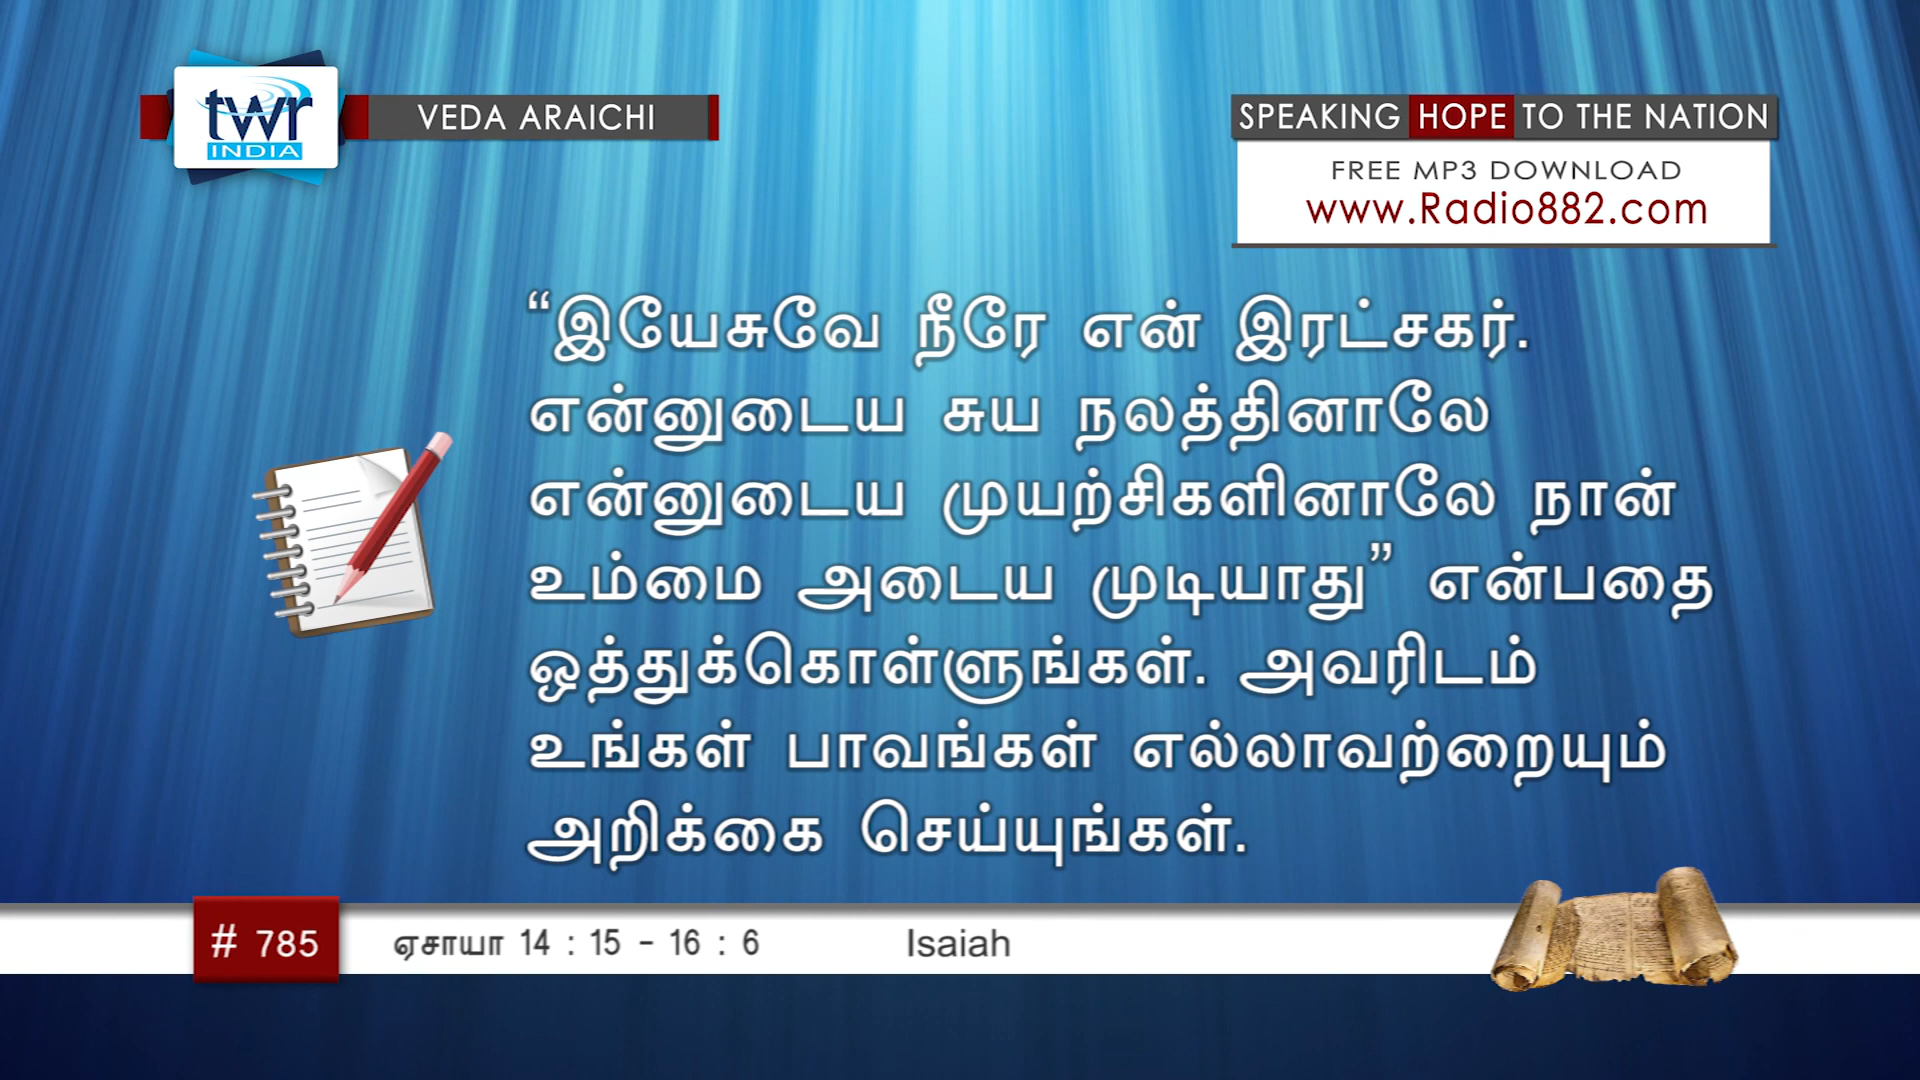 twr
INDIA
VEDA ARAICHI
SPEAKING HOPE TO THE NATION
FREE MP3 DOWNLOAD
www.Radio882.com
“இயேசுவே நீரே என் இரட்சகர்.
என்னுடைய சுய நலத்தினாலே
என்னுடைய முயற்சிகளினாலே நான்
உம்மை அடைய முடியாது” என்பதை
ஒத்துக்கொள்ளுங்கள். அவரிடம்
உங்கள் பாவங்கள் எல்லாவற்றையும்
அறிக்கை செய்யுங்கள்.
# 785
ஏசாயா 14 : 15 - 16 : 6 Isaiah